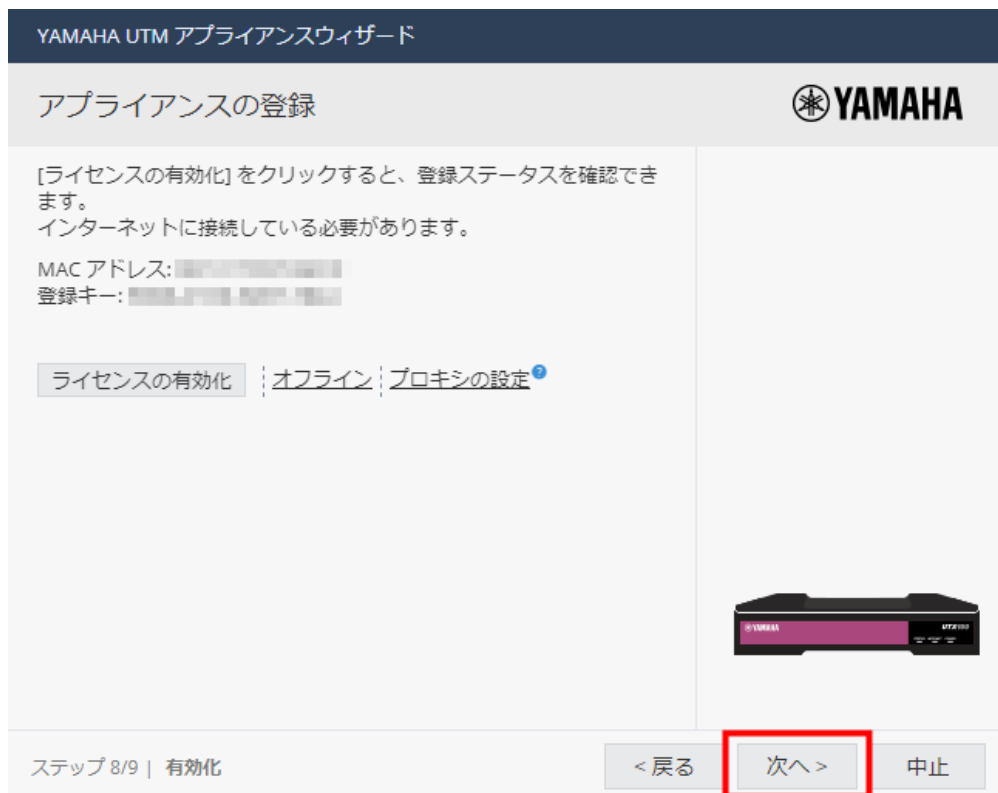 YAMAHA UTM アプライアンスウィザード
アプライアンスの登録
YAMAHA
[ライセンスの有効化] をクリックすると、登録ステータスを確認でき
ます。
インターネットに接続している必要があります。
MAC アドレス:
登録キー:
ライセンスの有効化 オフライン プロキシの設定 ?
YAMAHA UTX100
ステップ 8/9 | 有効化 < 戻る 次へ > 中止